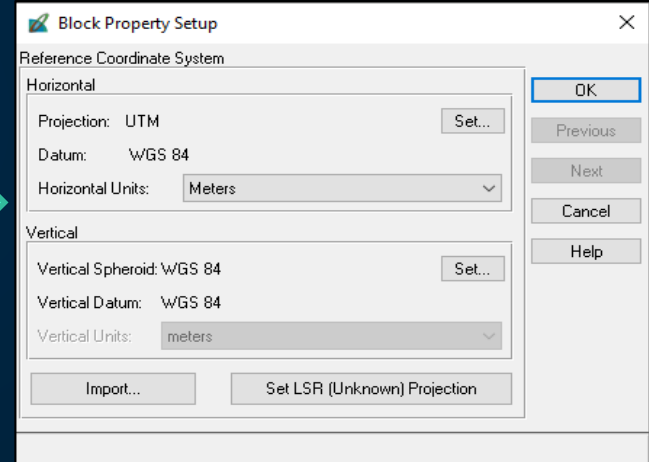 Block Property Setup
Reference Coordinate System
Horizontal
Projection: UTM
Set...
Datum: WGS 84
Horizontal Units: Meters
Vertical
Vertical Spheroid: WGS 84
Set...
Vertical Datum: WGS 84
Vertical Units: meters
Import...
Set LSR (Unknown) Projection
OK
Previous
Next
Cancel
Help